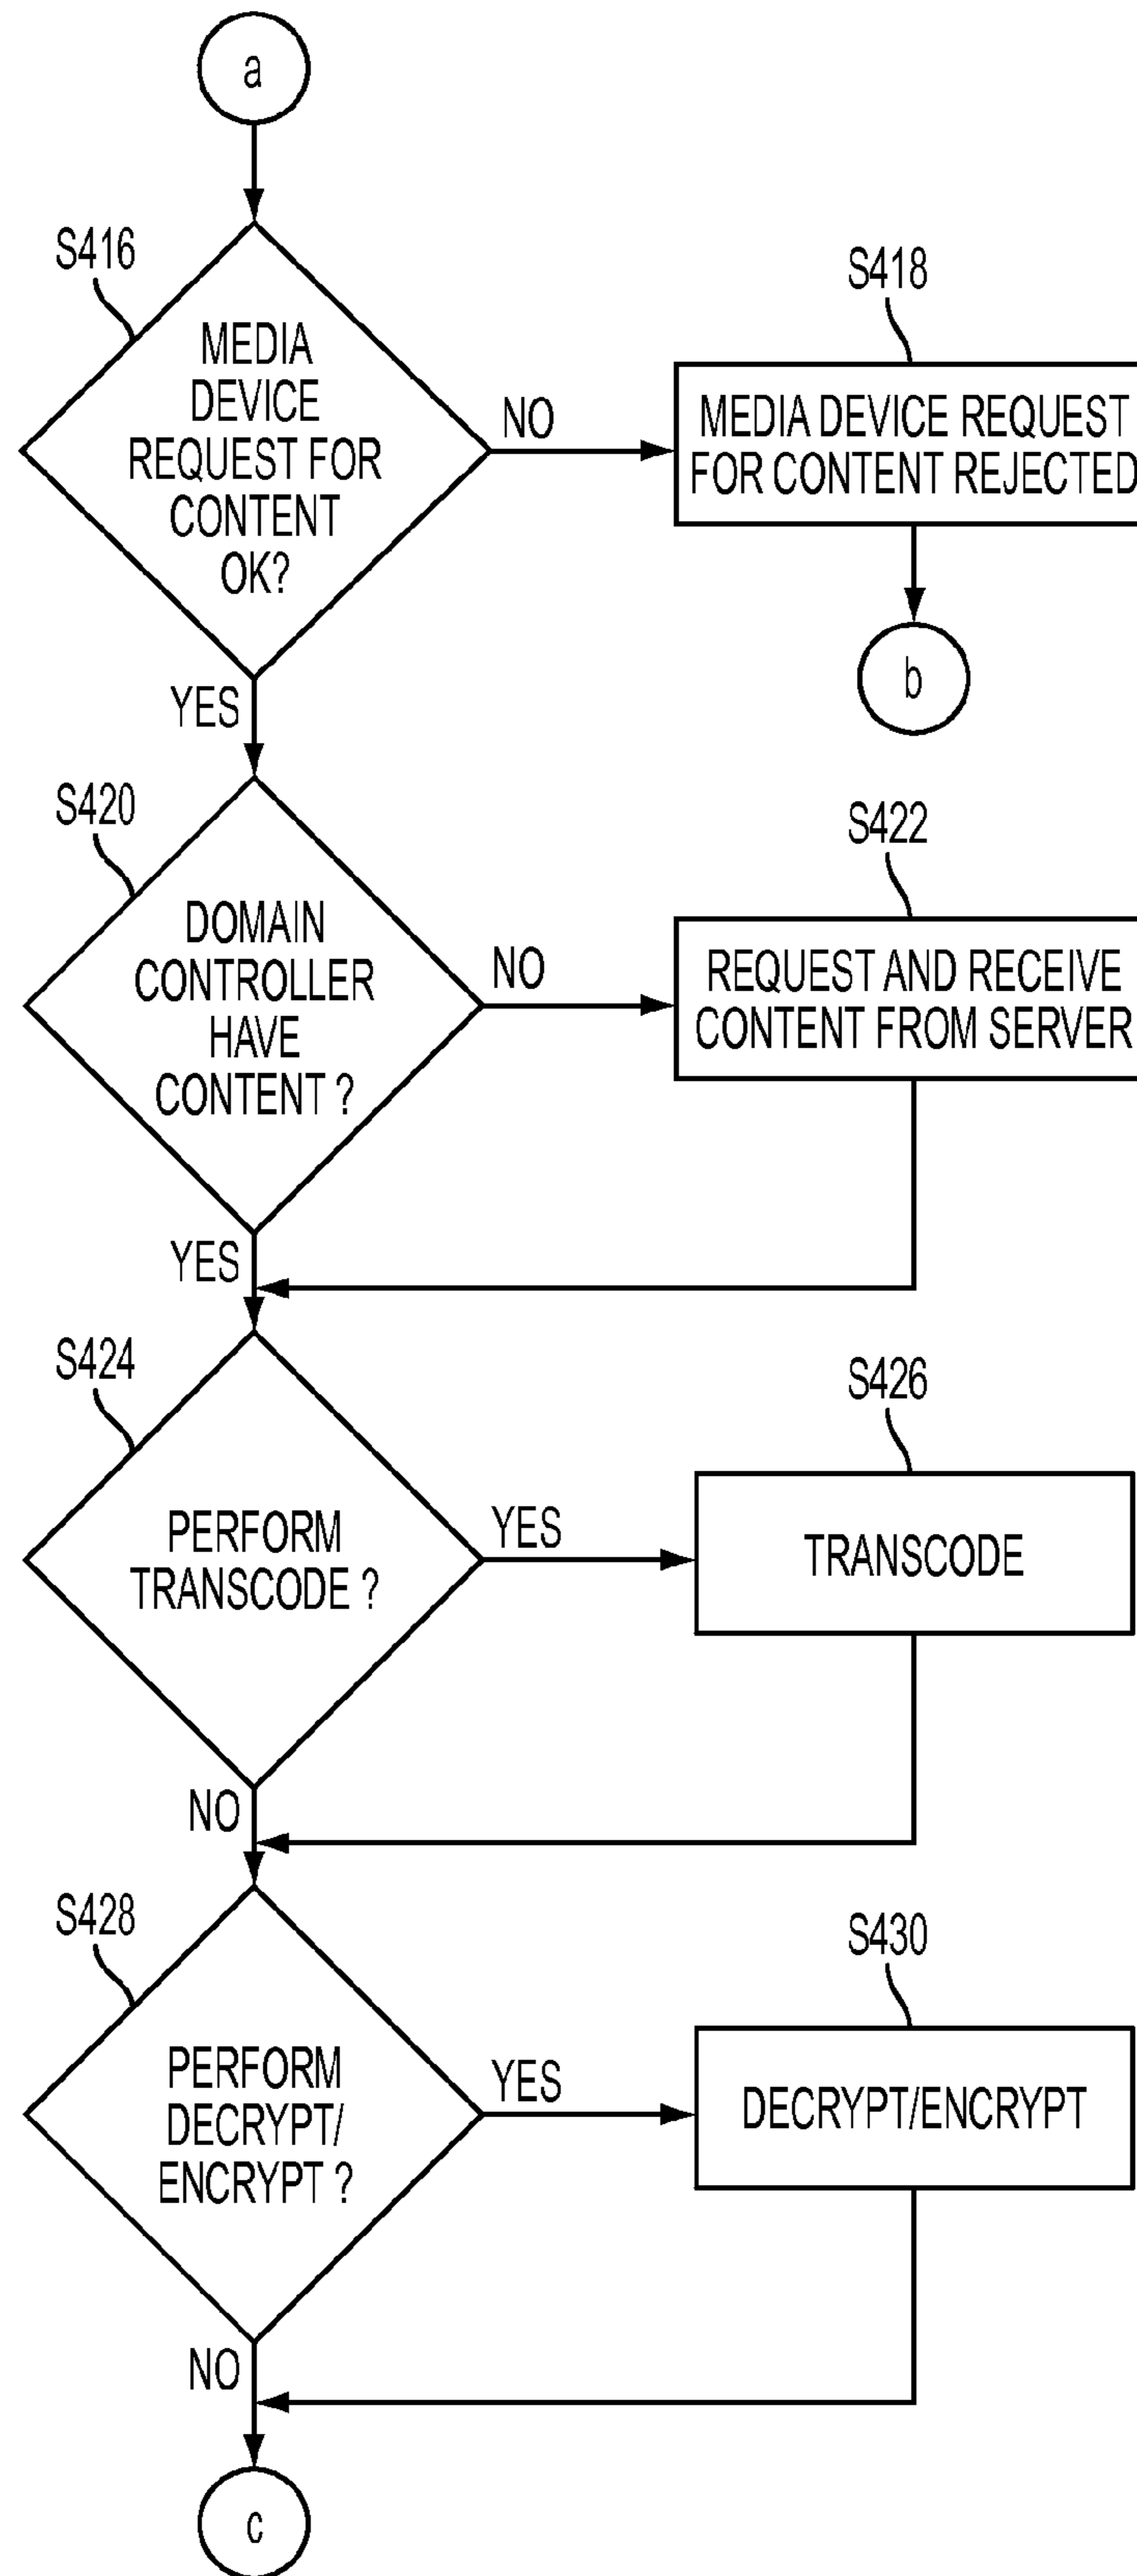 a
S416
MEDIA
DEVICE
REQUEST FOR
CONTENT
OK?
NO
S418
MEDIA DEVICE REQUEST
FOR CONTENT REJECTED
b
YES
S420
DOMAIN
CONTROLLER
HAVE
CONTENT ?
NO
S422
REQUEST AND RECEIVE
CONTENT FROM SERVER
YES
S424
PERFORM
TRANSCODE ?
YES
S426
TRANSCODE
NO
S428
PERFORM
DECRYPT/
ENCRYPT ?
YES
S430
DECRYPT/ENCRYPT
NO
c